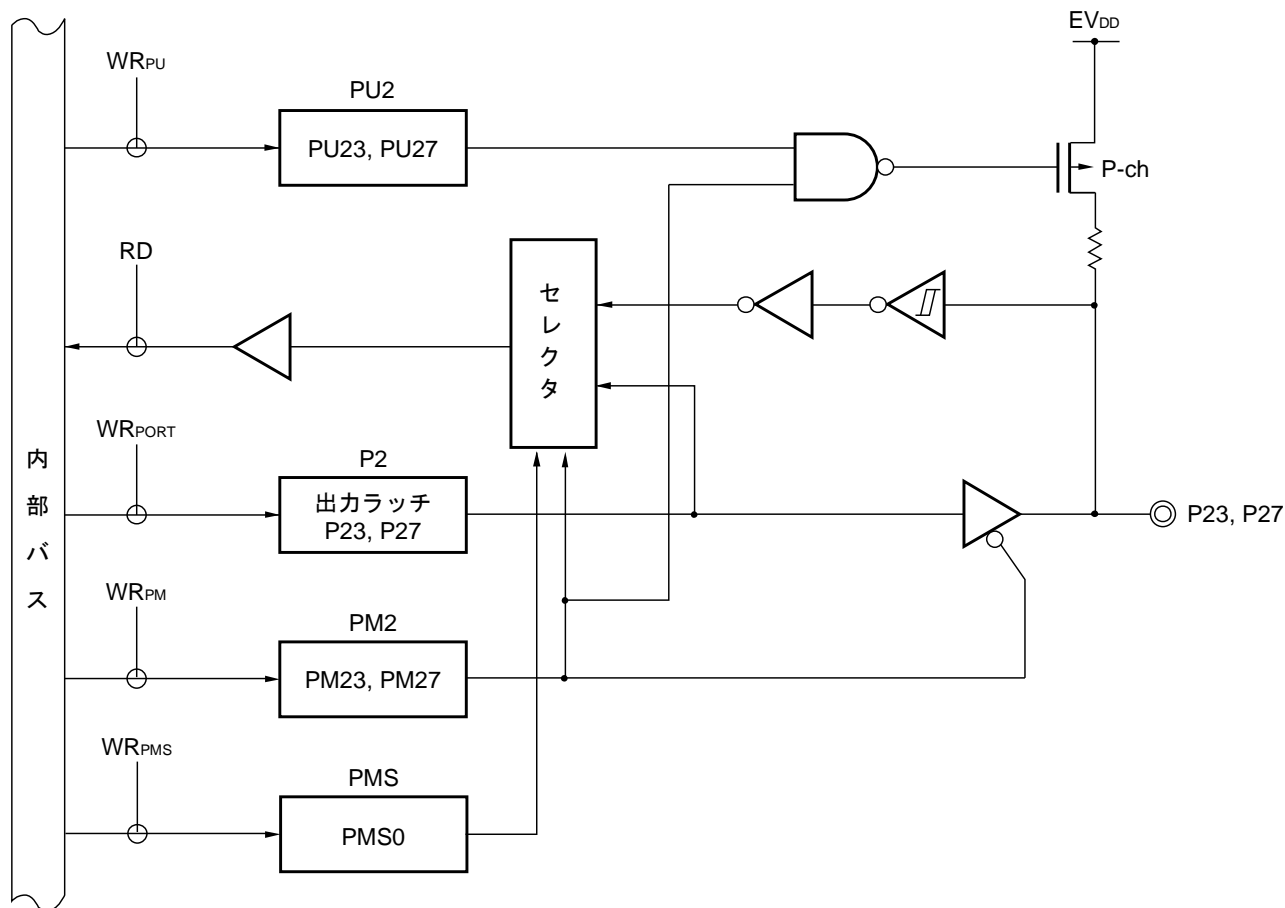 EVDD
WRPU
PU2
PU23, PU27
P-ch
RD
セレクタ
WRPORT
P2
出力ラッチ
P23, P27
P23, P27
内部バス
WRPM
PM2
PM23, PM27
WRPMS
PMS
PMS0